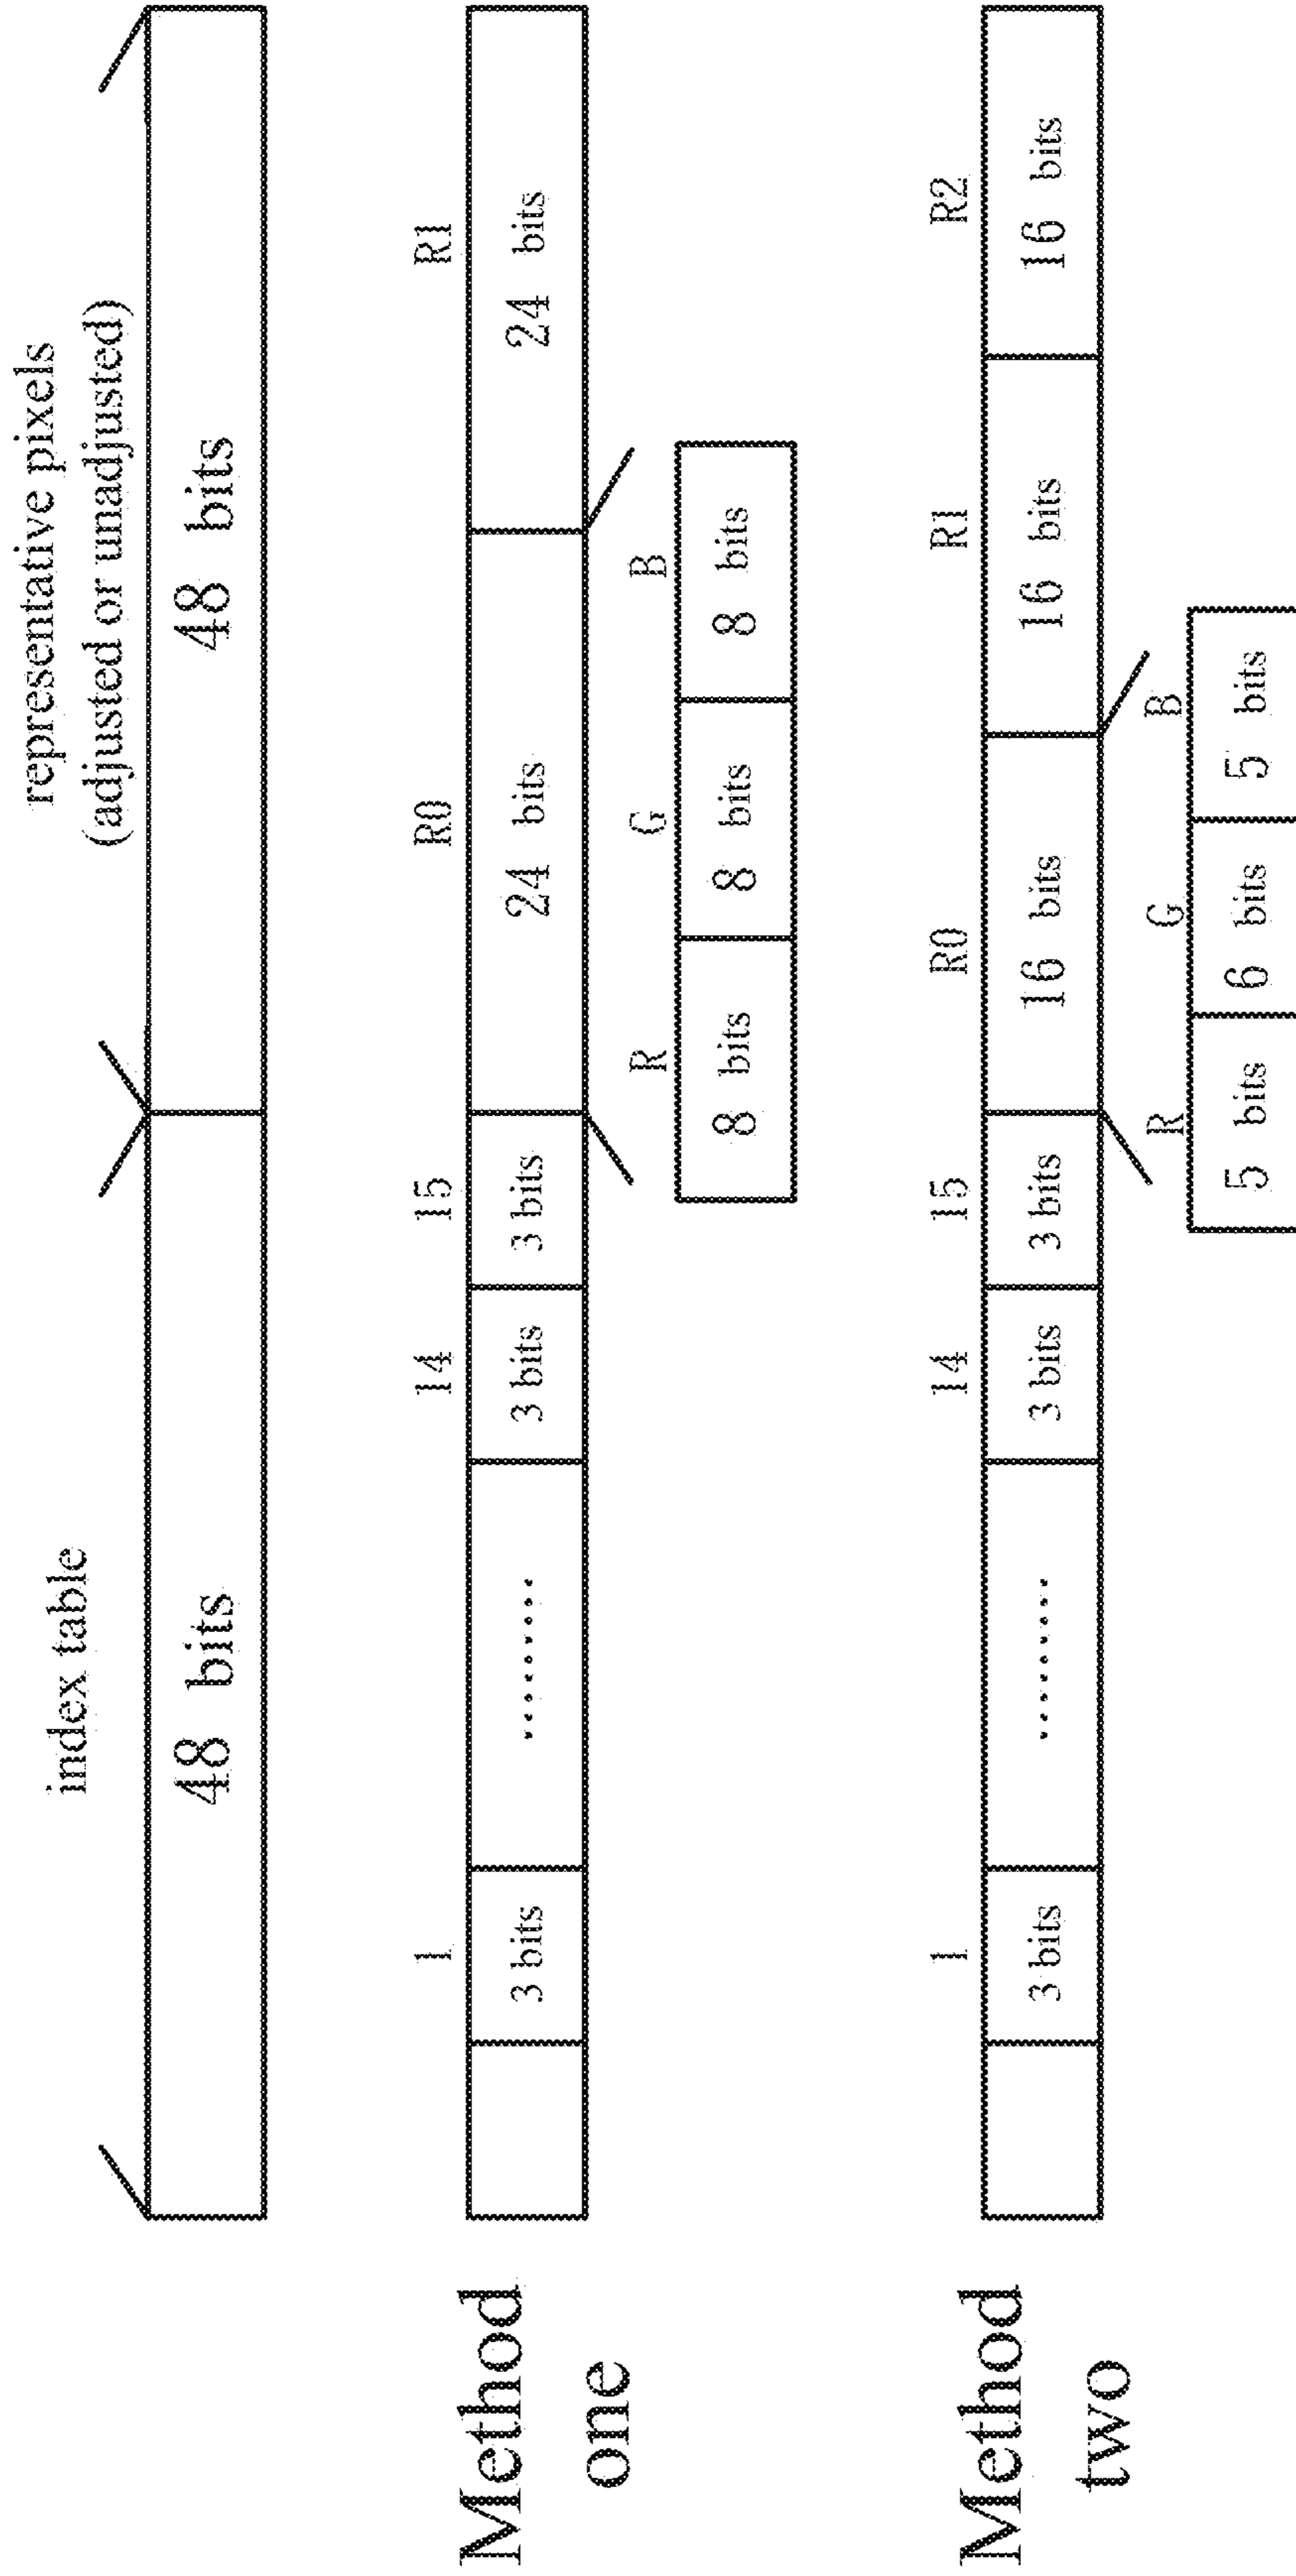 index table
representative pixels
(adjusted or unadjusted)
48 bits
48 bits
Method
one
1
14
15
R0
R1
3 bits
.........
3 bits
3 bits
24 bits
24 bits
R
G
B
8 bits
8 bits
8 bits
Method
two
1
14
15
R0
R1
R2
3 bits
.........
3 bits
3 bits
16 bits
16 bits
16 bits
R
G
B
5 bits
6 bits
5 bits